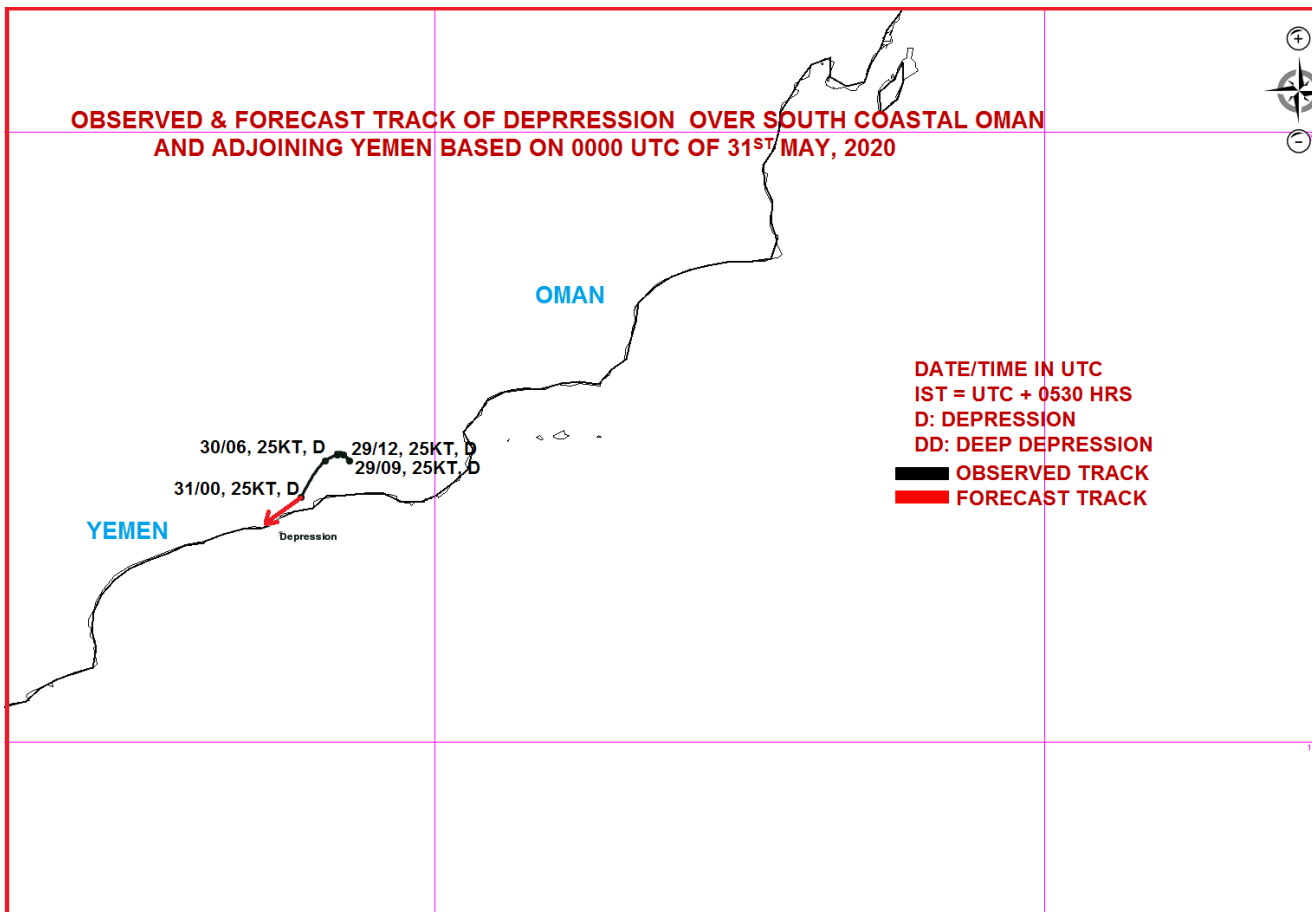 OBSERVED & FORECAST TRACK OF DEPRRESSION OVER SOUTH COASTAL OMAN
AND ADJOINING YEMEN BASED ON 0000 UTC OF 31ST MAY, 2020
OMAN
DATE/TIME IN UTC
IST = UTC + 0530 HRS
D: DEPRESSION
DD: DEEP DEPRESSION
OBSERVED TRACK
FORECAST TRACK
30/06, 25KT, D
29/12, 25KT, D
29/09, 25KT, D
31/00, 25KT, D
YEMEN
Depression